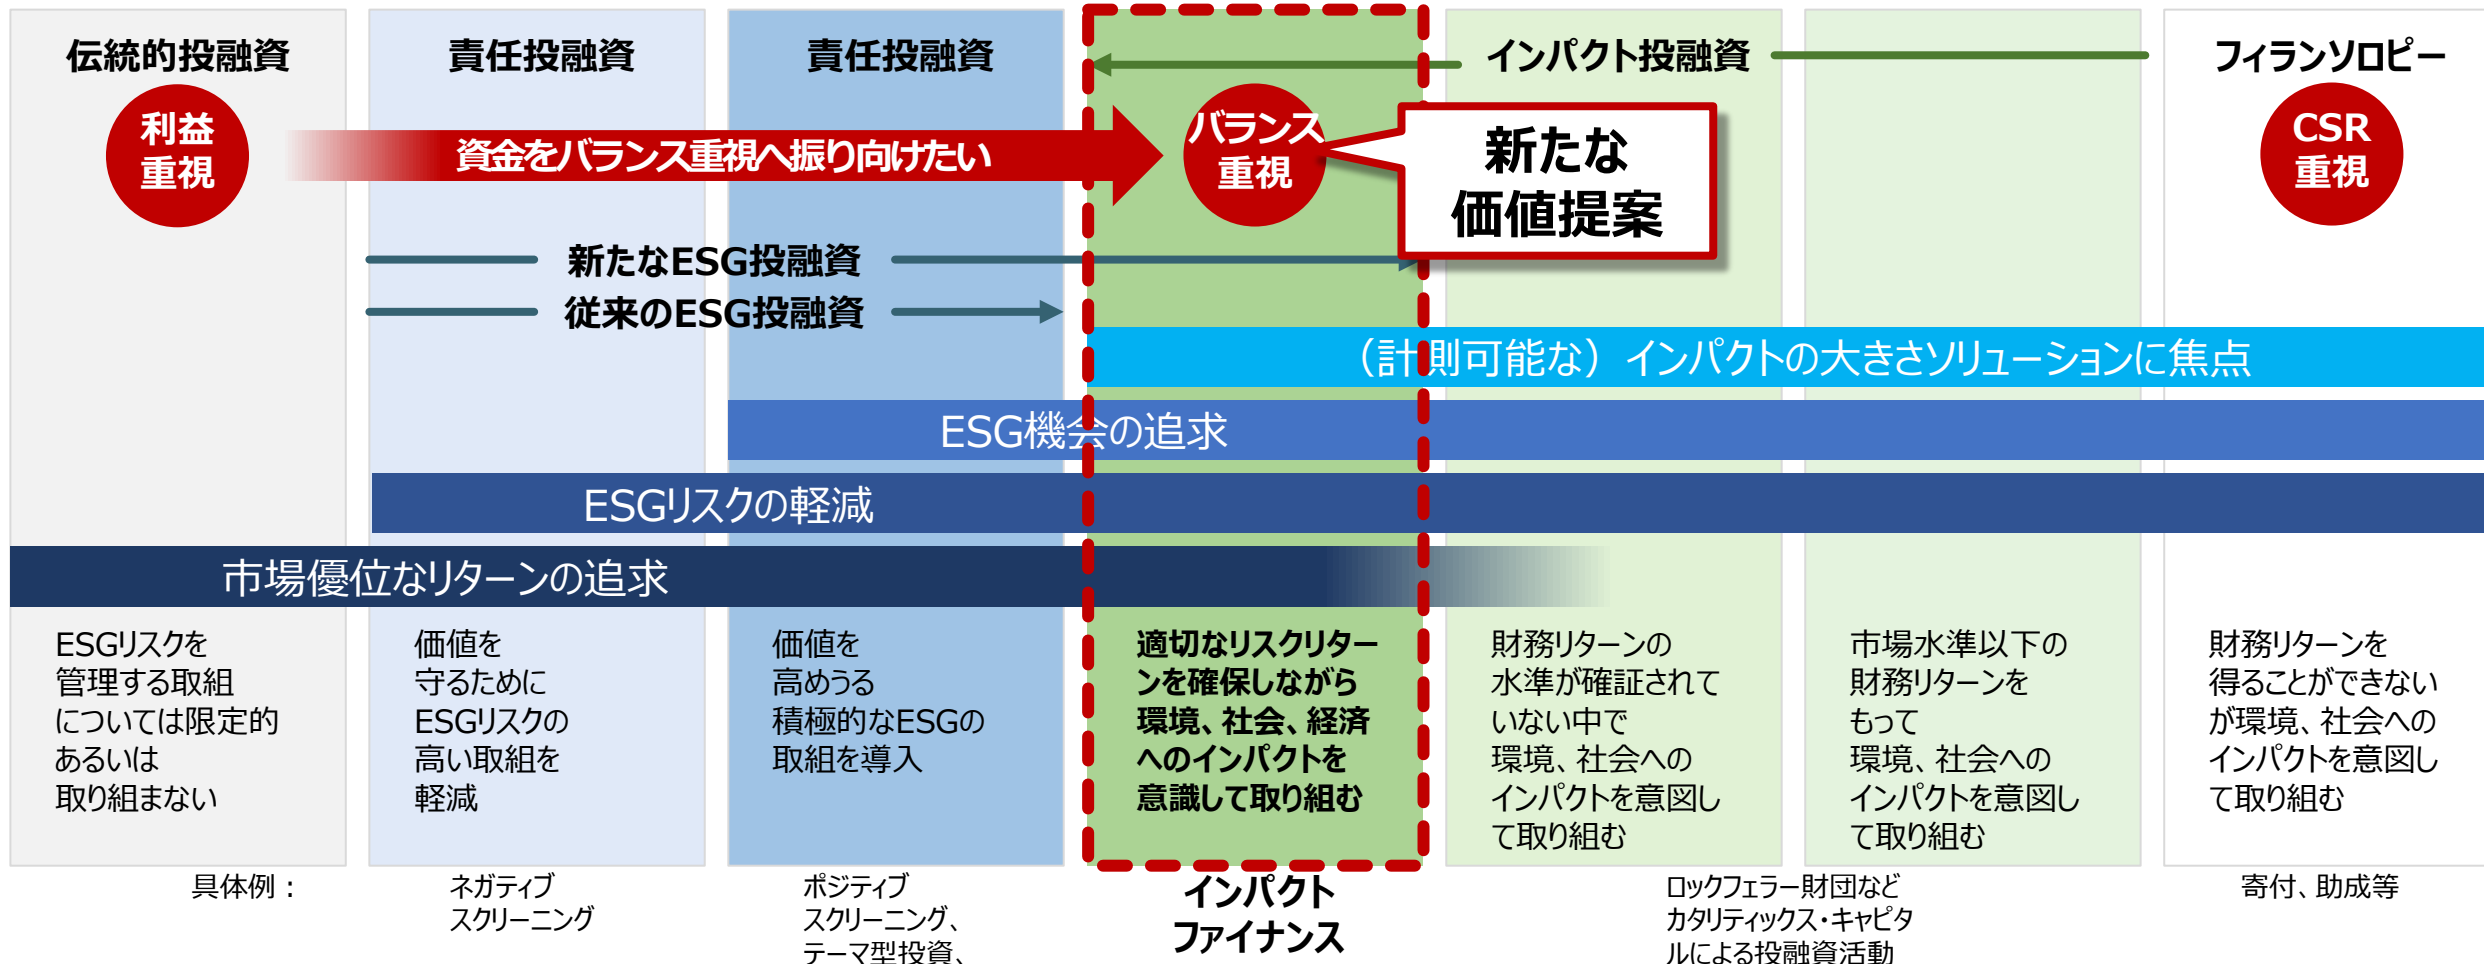 伝統的投融資
責任投融資
責任投融資
インパクト投融資
フィランソロピー
利益
重視
資金をバランス重視へ振り向けたい
バランス
重視
新たな
価値提案
CSR
重視
新たなESG投融資
従来のESG投融資
（計測可能な）インパクトの大きさソリューションに焦点
ESG機会の追求
ESGリスクの軽減
市場優位なリターンの追求
ESGリスクを
管理する取組
については限定的
あるいは
取り組まない
価値を
守るために
ESGリスクの
高い取組を
軽減
価値を
高めうる
積極的なESGの
取組を導入
適切なリスクリター
ンを確保しながら
環境、社会、経済
へのインパクトを
意識して取り組む
財務リターンの
水準が確証されて
いない中で
環境、社会への
インパクトを意図し
て取り組む
市場水準以下の
財務リターンを
もって
環境、社会への
インパクトを意図し
て取り組む
財務リターンを
得ることができない
が環境、社会への
インパクトを意図し
て取り組む
具体例：
ネガティブ
スクリーニング
ポジティブ
スクリーニング、
テーマ型投資、
インパクト
ファイナンス
ロックフェラー財団など
カタリティックス・キャピタ
ルによる投融資活動
寄付、助成等